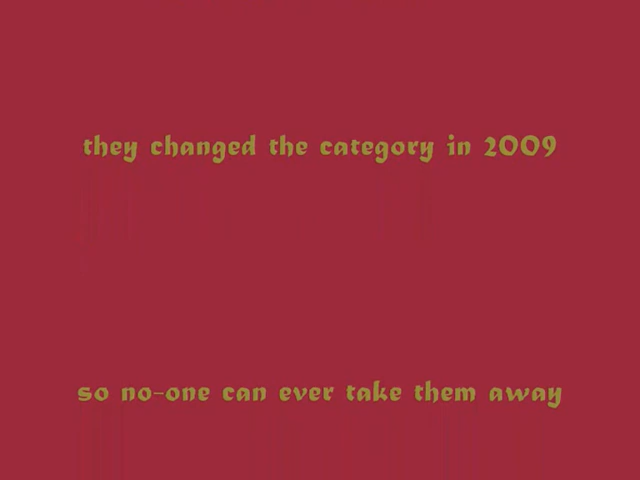 they changed the category in 2009
so no-one can ever take them away